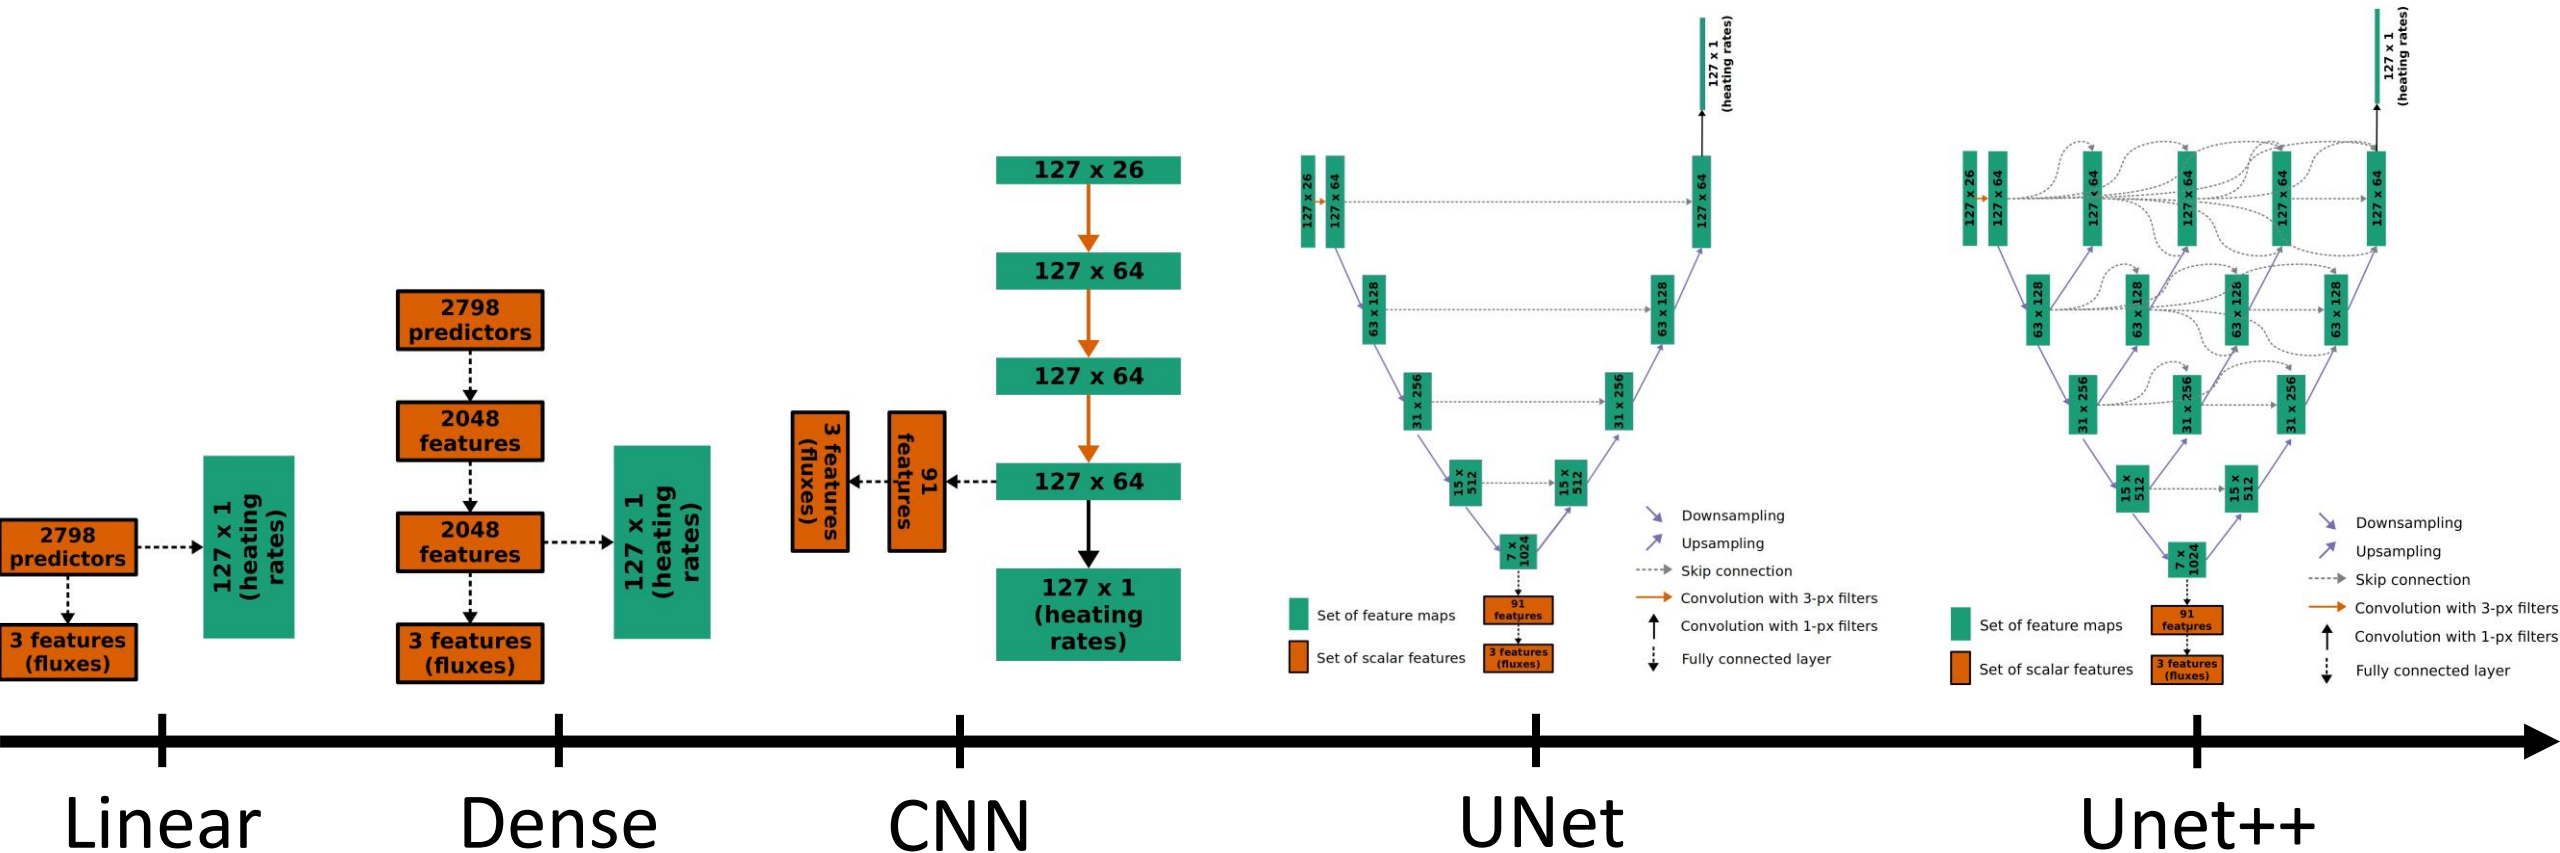 2798
predictors
3 features
(fluxes)
127 x 1
(heating
rates)
2798
predictors
2048
features
2048
features
3 features
(fluxes)
127 x 1
(heating
rates)
127 x 26
127 x 64
127 x 64
127 x 64
127 x 1
(heating
rates)
91
features
3 features
(fluxes)
127 x 26
127 x 64
63 x 128
31 x 256
15 x
512
7 x
1024
15 x
512
31 x 256
63 x 128
127 x 64
127 x 1
(heating rates)
91
features
3 features
(fluxes)
Set of feature maps
Set of scalar features
Downsampling
Upsampling
Skip connection
Convolution with 3-px filters
Convolution with 1-px filters
Fully connected layer
127 x 26
127 x 64
127 x 64
127 x 64
127 x 64
127 x 64
127 x 1
(heating rates)
63 x 128
63 x 128
63 x 128
63 x 128
31 x 256
31 x 256
31 x 256
15 x
512
15 x
512
7 x
1024
91
features
3 features
(fluxes)
Set of feature maps
Set of scalar features
Downsampling
Upsampling
Skip connection
Convolution with 3-px filters
Convolution with 1-px filters
Fully connected layer
Linear
Dense
CNN
UNet
Unet++